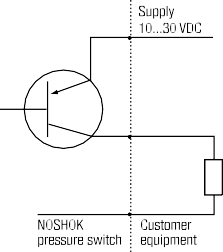 Supply
10...30 VDC
NOSHOK
pressure switch
Customer
equipment